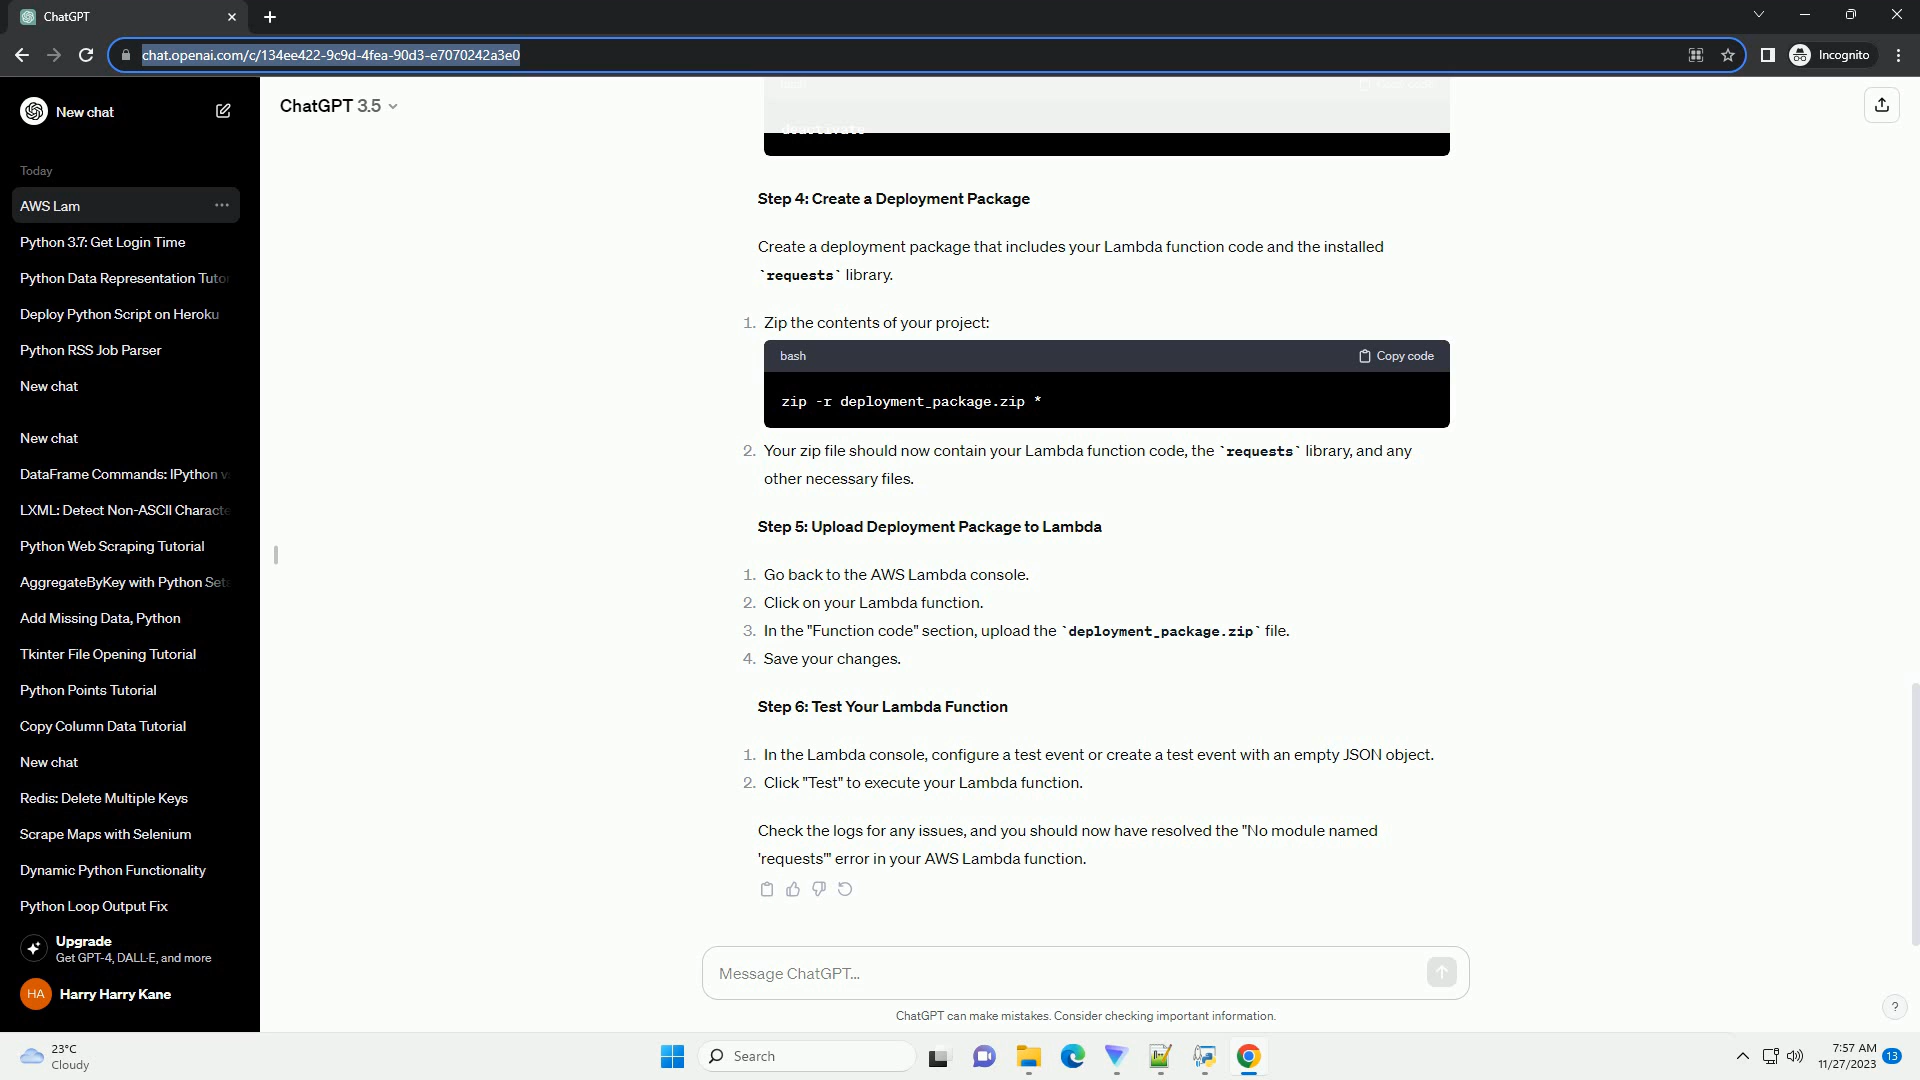 ChatGPT
chat.openai.com/c/134ee422-9c9d-4fea-90d3-e7070242a3e0
Incognito
New chat
ChatGPT 3.5
Today
AWS Lam
Python 3.7: Get Login Time
Python Data Representation Tuto
Deploy Python Script on Heroku
Python RSS Job Parser
New chat
New chat
DataFrame Commands: IPython v
LXML: Detect Non-ASCII Characte
Python Web Scraping Tutorial
AggregateByKey with Python Set
Add Missing Data, Python
Tkinter File Opening Tutorial
Python Points Tutorial
Copy Column Data Tutorial
New chat
Redis: Delete Multiple Keys
Scrape Maps with Selenium
Dynamic Python Functionality
Python Loop Output Fix
Upgrade
Get GPT-4, DALL·E, and more
HA Harry Harry Kane
Step 4: Create a Deployment Package
Create a deployment package that includes your Lambda function code and the installed
`requests` library.
1. Zip the contents of your project:
bash Copy code
zip -r deployment_package.zip *
2. Your zip file should now contain your Lambda function code, the `requests` library, and any
other necessary files.
Step 5: Upload Deployment Package to Lambda
1. Go back to the AWS Lambda console.
2. Click on your Lambda function.
3. In the "Function code" section, upload the `deployment_package.zip` file.
4. Save your changes.
Step 6: Test Your Lambda Function
1. In the Lambda console, configure a test event or create a test event with an empty JSON object.
2. Click "Test" to execute your Lambda function.
Check the logs for any issues, and you should now have resolved the "No module named
'requests'" error in your AWS Lambda function.
Message ChatGPT...
ChatGPT can make mistakes. Consider checking important information.
?
23°C
Cloudy
Search
7:57 AM
11/27/2023
13